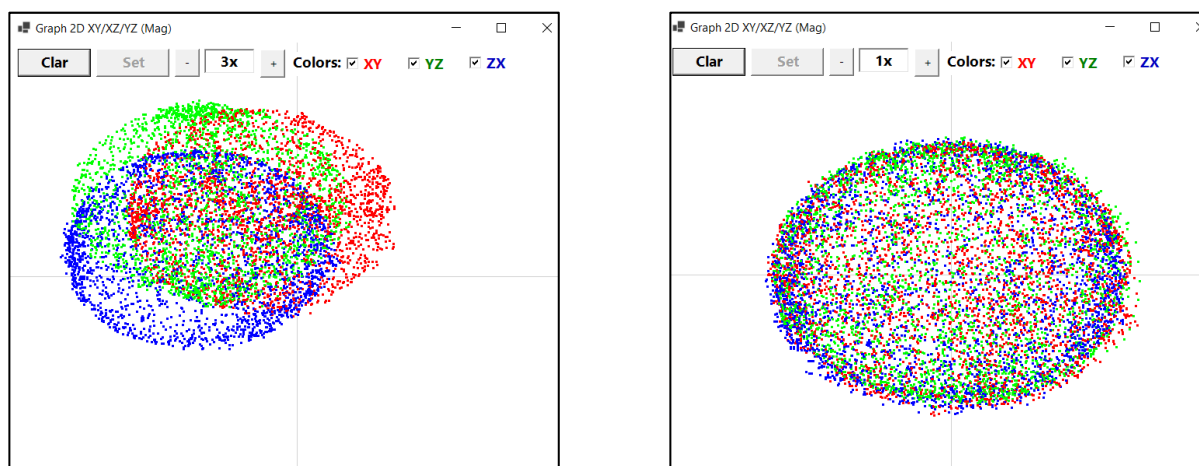 Graph 2D XY/XZ/YZ (Mag)
Clar Set - 3x + Colors: XY YZ ZX
Graph 2D XY/XZ/YZ (Mag)
Clar Set - 1x + Colors: XY YZ ZX